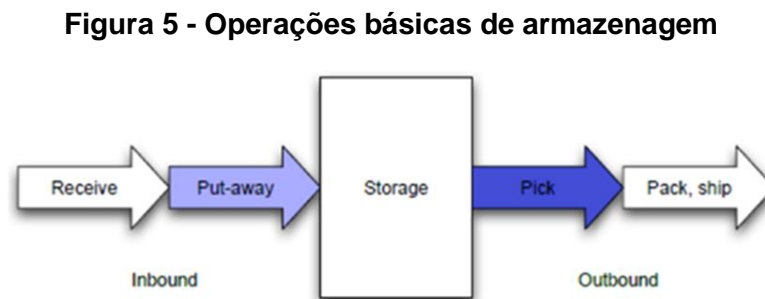 Figura 5 - Operações básicas de armazenagem
Receive
Put-away
Storage
Pick
Pack, ship
Inbound
Outbound